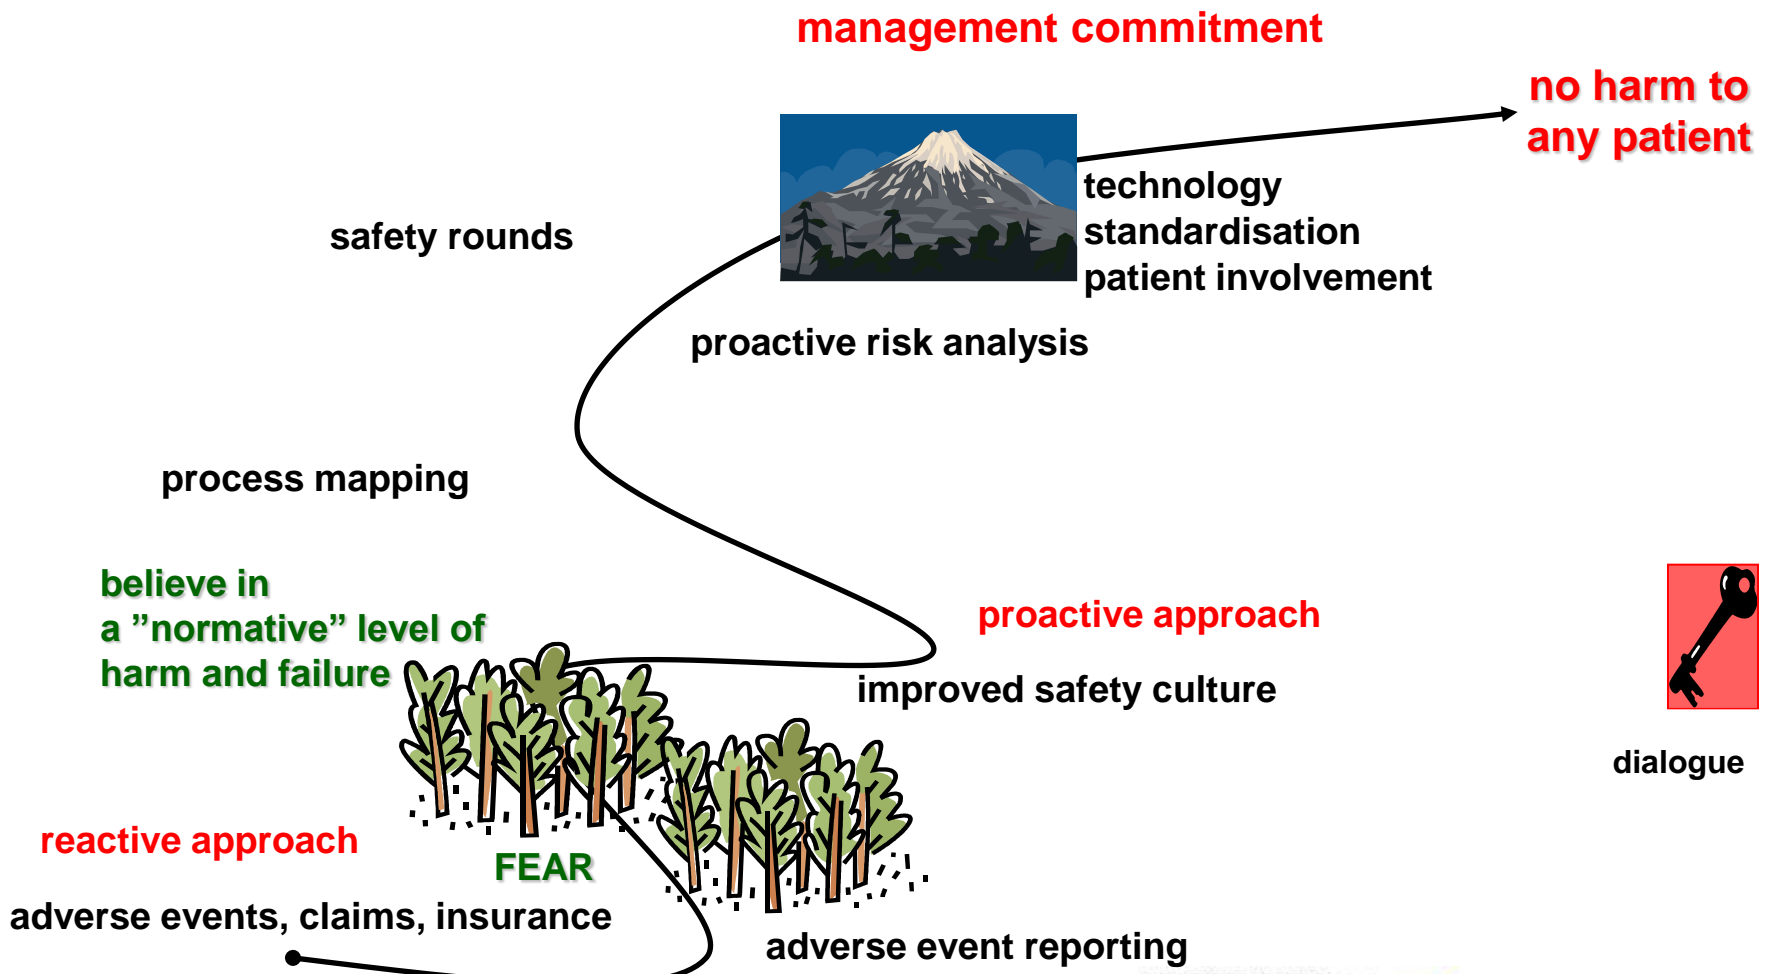 management commitment
no harm to
any patient
technology
standardisation
patient involvement
safety rounds
proactive risk analysis
process mapping
believe in
a ”normative” level of
harm and failure
proactive approach
improved safety culture
dialogue
reactive approach
FEAR
adverse events, claims, insurance
adverse event reporting